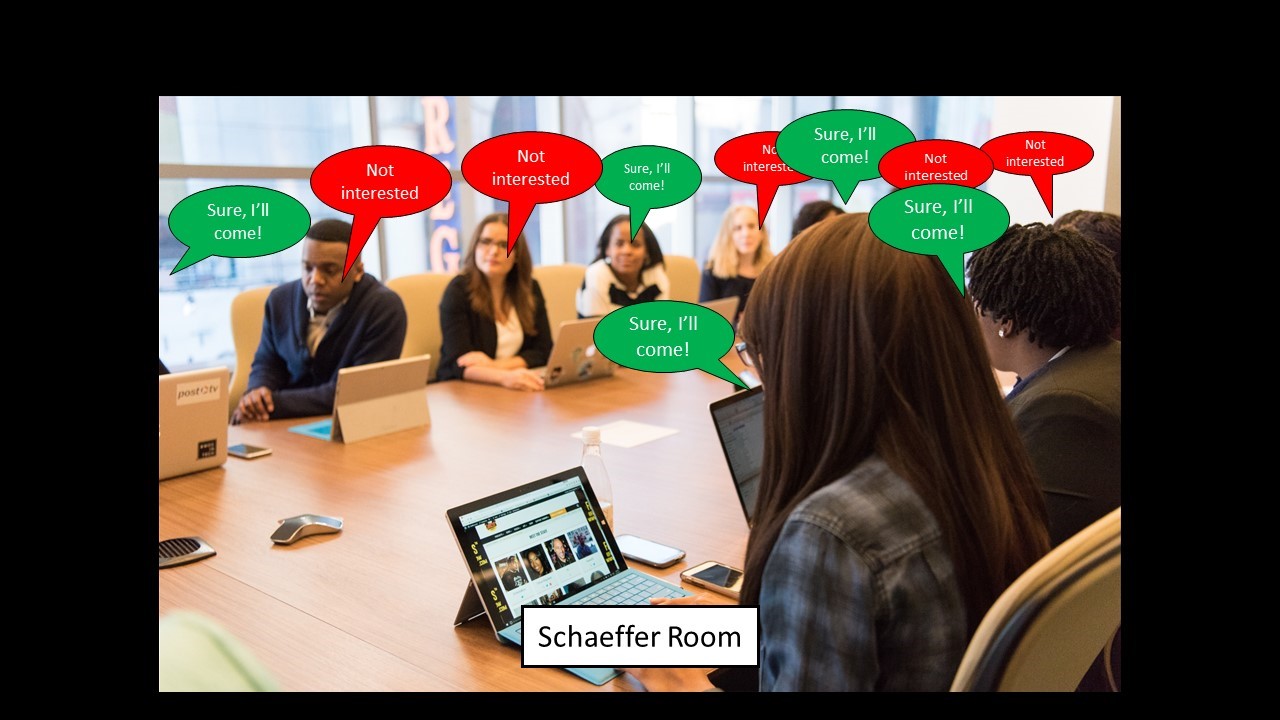 Sure, I'll
come!
Not
interested
Not
interested
Sure, I'll
come!
Not
interested
Sure, I'll
come!
Not
interested
Not
interested
Sure, I'll
come!
Sure, I'll
come!
post tv
Schaeffer Room